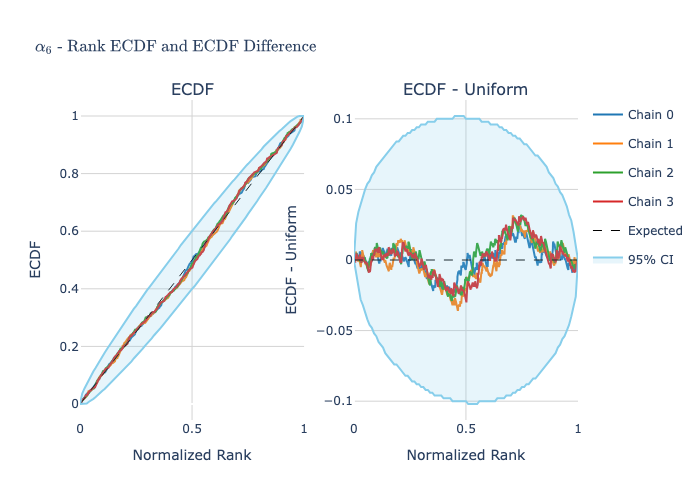 α₆ - Rank ECDF and ECDF Difference
ECDF
ECDF - Uniform
ECDF
1
0.8
0.6
0.4
0.2
0
0
0.5
1
Normalized Rank
ECDF - Uniform
0.1
0.05
0
−0.05
−0.1
0
0.5
1
Normalized Rank
Chain 0
Chain 1
Chain 2
Chain 3
Expected
95% CI